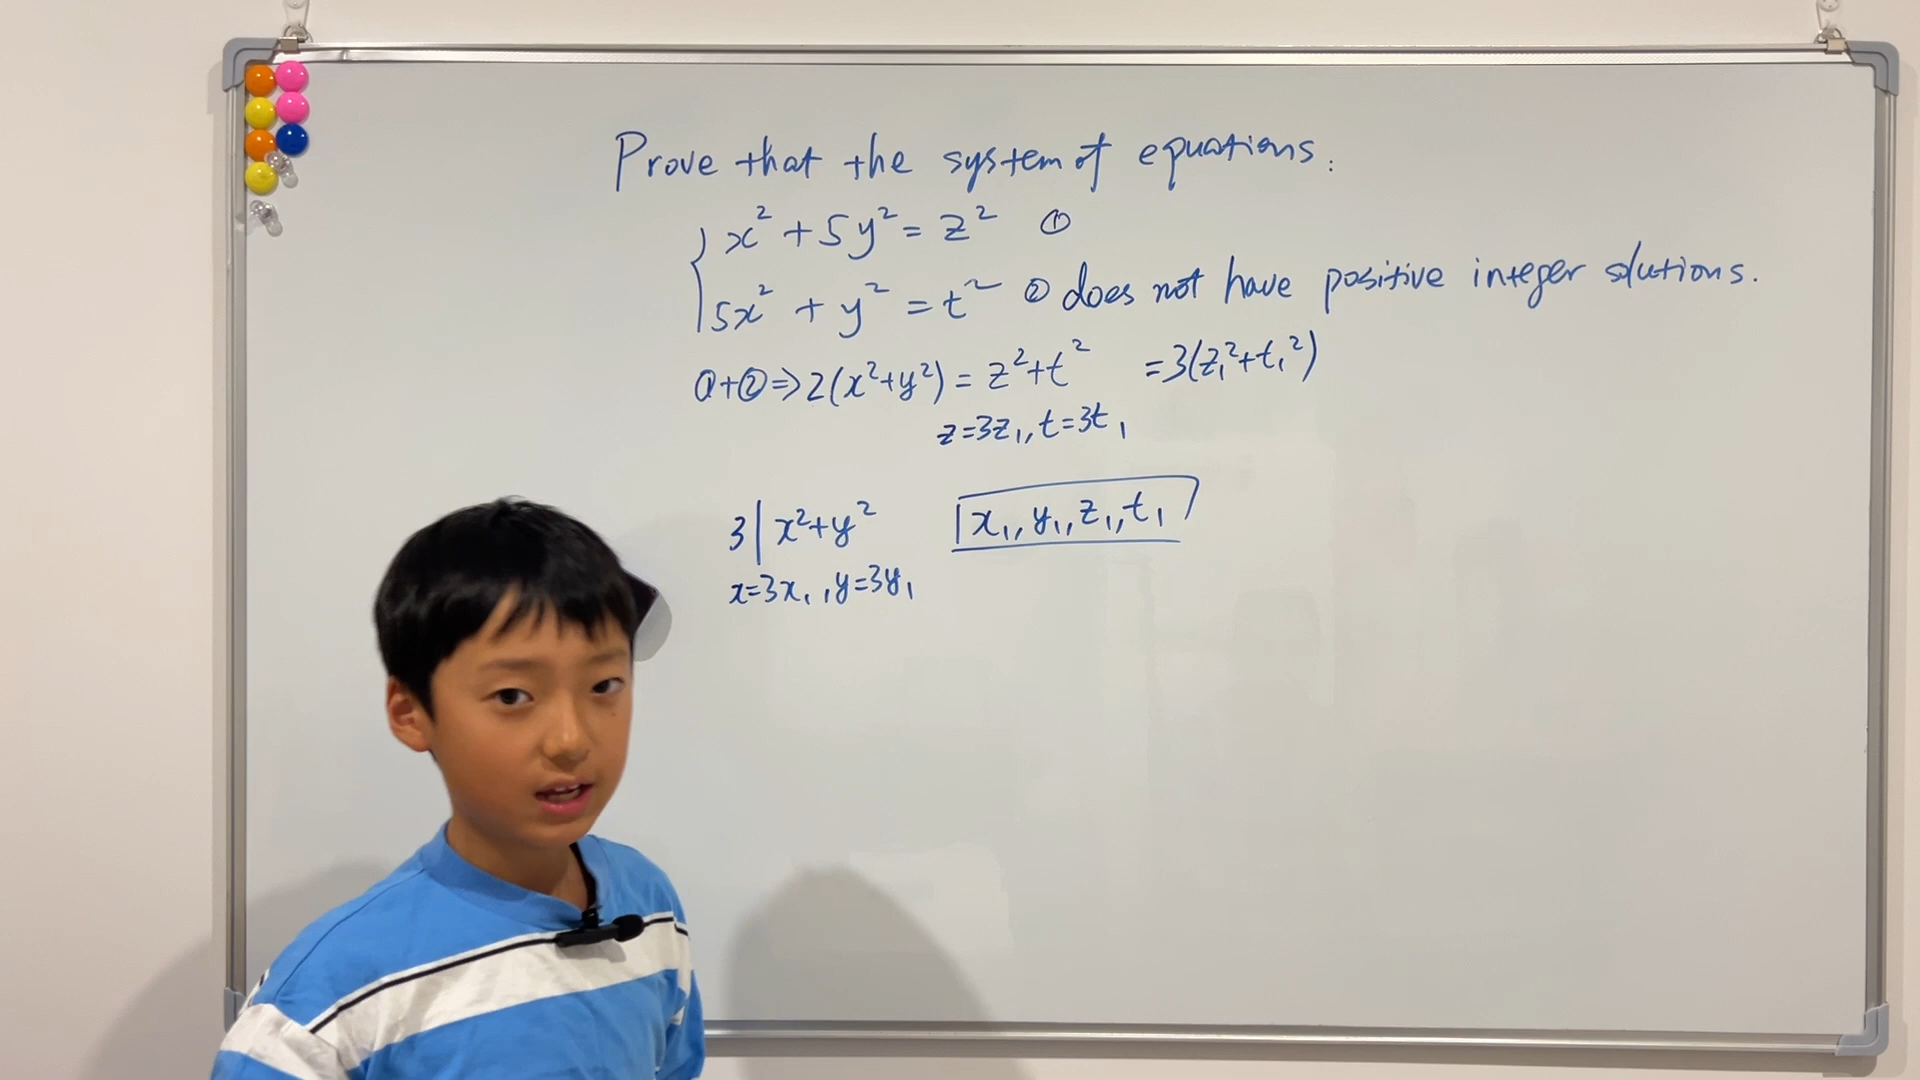 Prove that the system of equations:
x² + 5y² = z² ①
5x² + y² = t² ② does not have positive integer solutions.
①+② ⇒ 2(x²+y²) = z²+t² = 3(z₁²+t₁²)
z=3z₁, t=3t₁
3 | x²+y² x₁, y₁, z₁, t₁
x=3x₁, y=3y₁